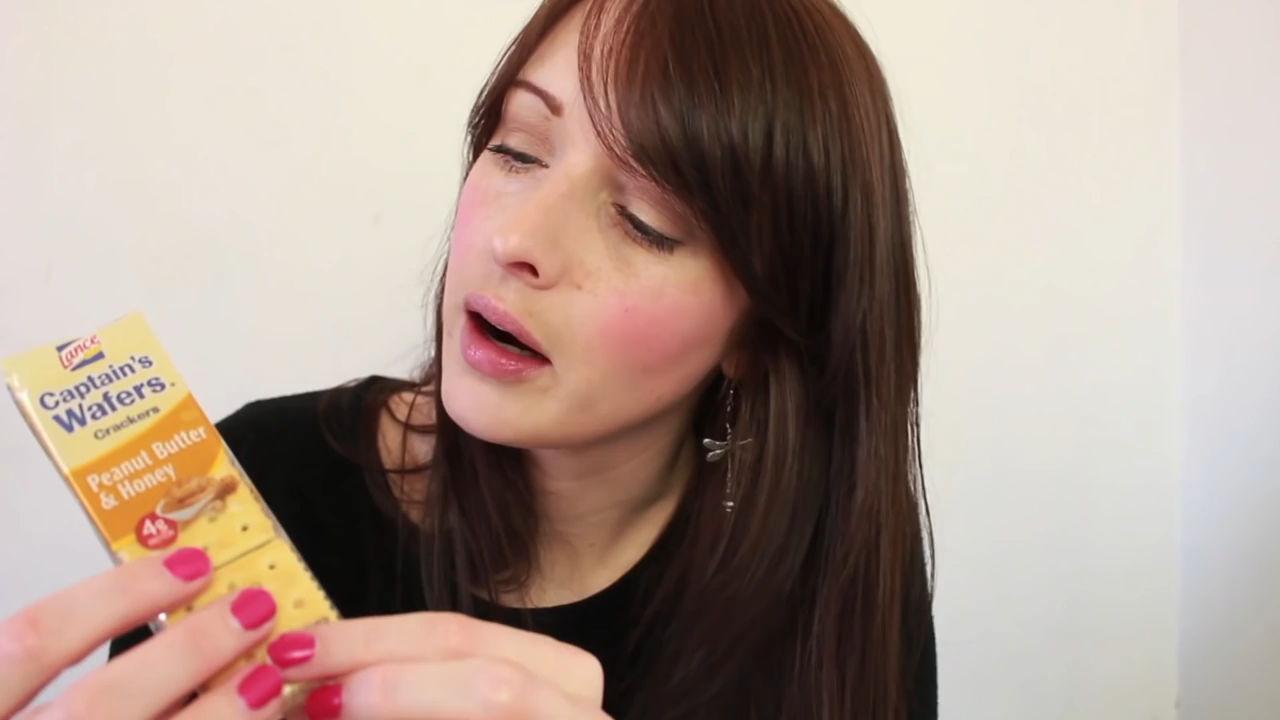 Lance
Captain's
Wafers.
Crackers
Peanut Butter
& Honey
4g